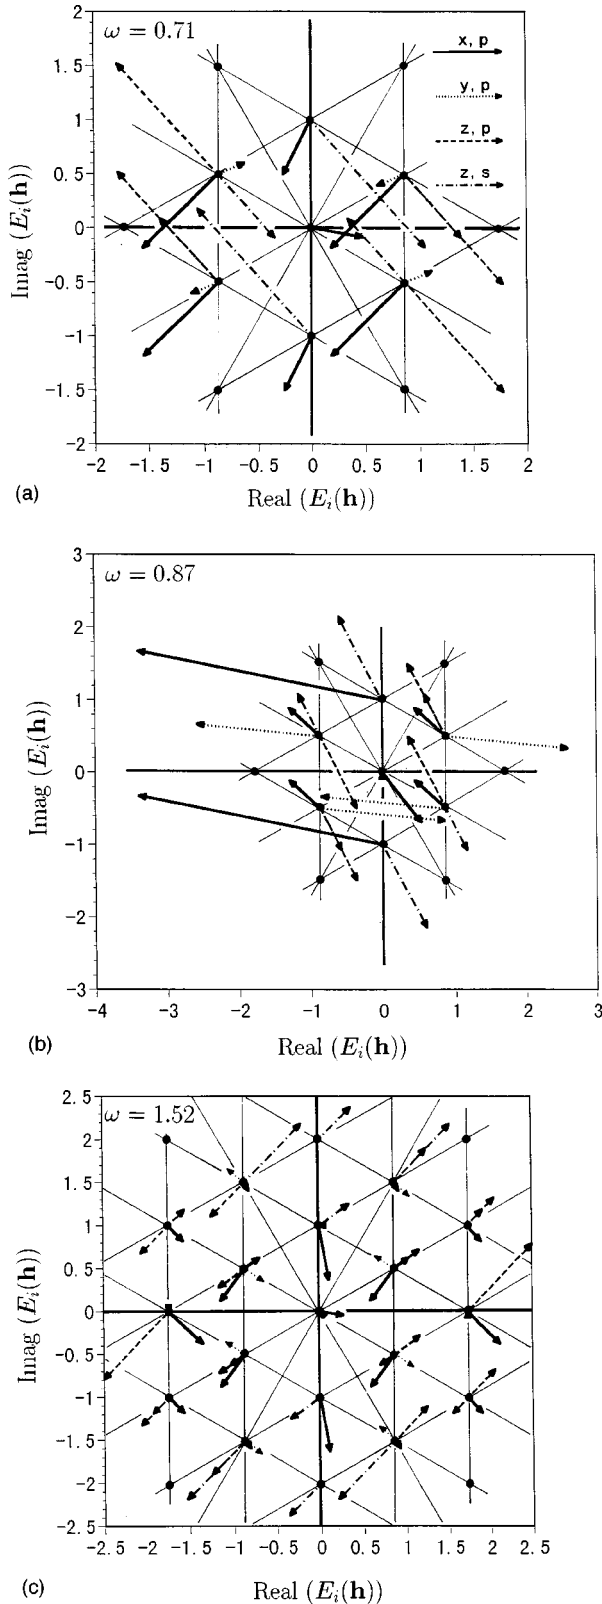 ω = 0.71
x, p
y, p
z, p
z, s
2
1.5
1
0.5
0
-0.5
-1
-1.5
-2
Imag (E_i(h))
-2 -1.5 -1 -0.5 0 0.5 1 1.5 2
(a)
Real (E_i(h))
ω = 0.87
3
2
1
0
-1
-2
-3
Imag (E_i(h))
-4 -3 -2 -1 0 1 2 3
(b)
Real (E_i(h))
ω = 1.52
2.5
2
1.5
1
0.5
0
-0.5
-1
-1.5
-2
-2.5
Imag (E_i(h))
-2.5 -2 -1.5 -1 -0.5 0 0.5 1 1.5 2 2.5
(c)
Real (E_i(h))